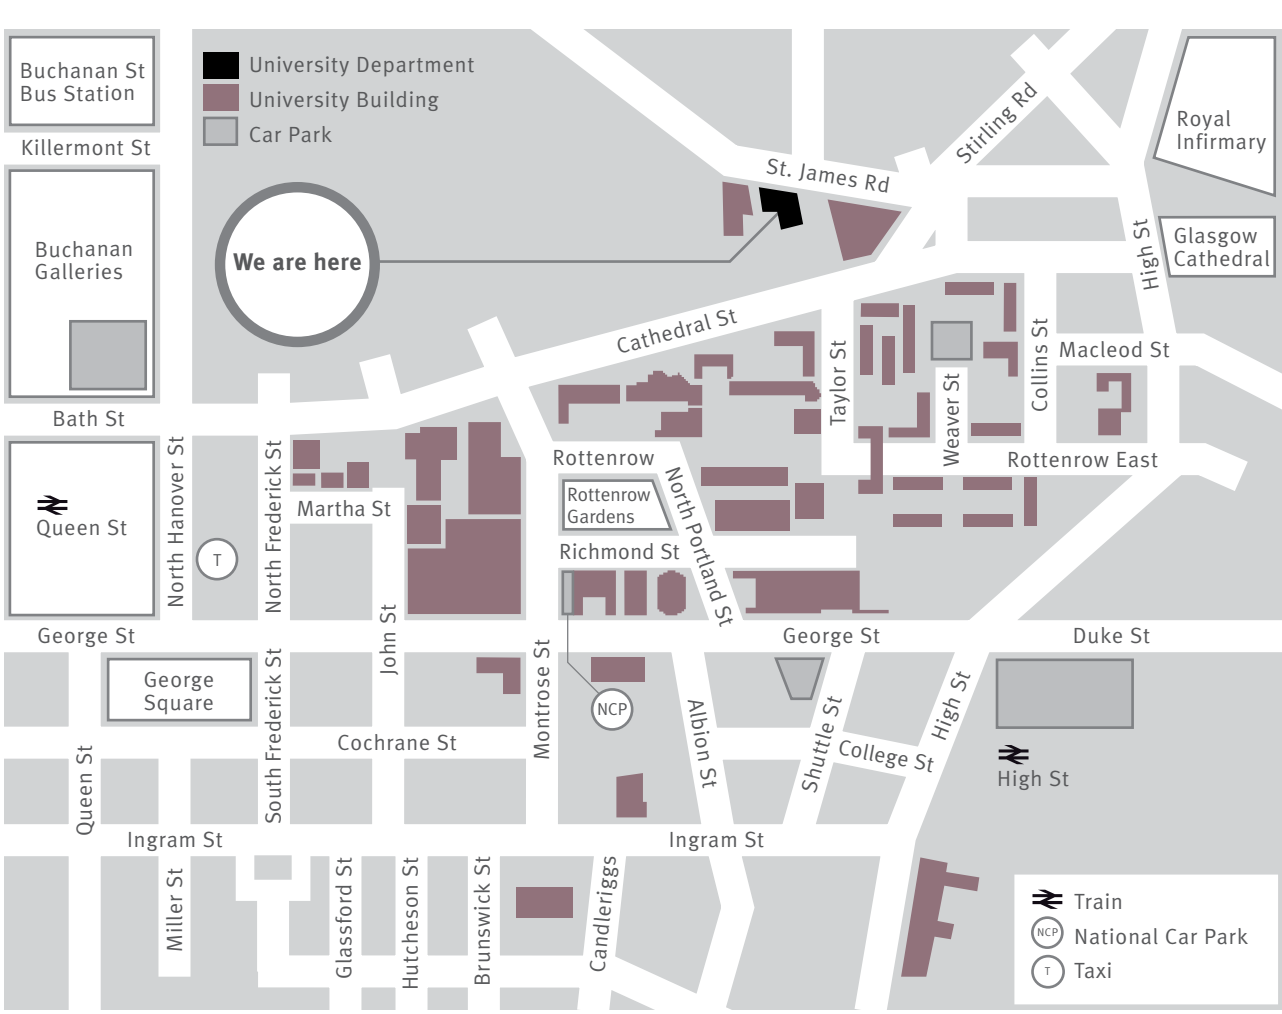 Buchanan St
Bus Station
Killermont St
University Department
University Building
Car Park
Buchanan
Galleries
We are here
St. James Rd
Stirling Rd
Royal
Infirmary
Glasgow
Cathedral
High St
Cathedral St
Taylor St
Weaver St
Collins St
Macleod St
Bath St
Queen St
North Hanover St
T
North Frederick St
Martha St
John St
Rottenrow
Rottenrow
Gardens
North Portland St
Rottenrow East
Richmond St
George St
George St
Duke St
George
Square
South Frederick St
Cochrane St
Montrose St
NCP
Albion St
Shuttle St
College St
High St
High St
Queen St
Ingram St
Ingram St
Miller St
Glassford St
Hutcheson St
Brunswick St
Candleriggs
Train
NCP
National Car Park
T
Taxi